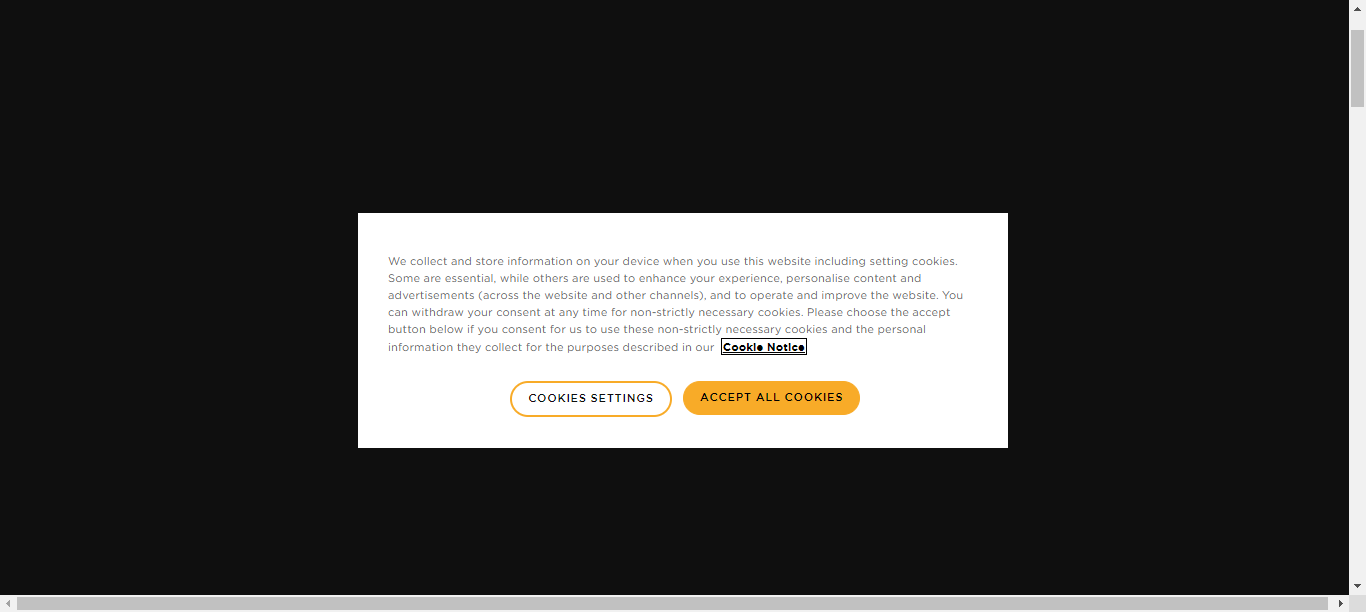 We collect and store information on your device when you use this website including setting cookies.
Some are essential, while others are used to enhance your experience, personalise content and
advertisements (across the website and other channels), and to operate and improve the website. You
can withdraw your consent at any time for non-strictly necessary cookies. Please choose the accept
button below if you consent for us to use these non-strictly necessary cookies and the personal
information they collect for the purposes described in our Cookie Notice
COOKIES SETTINGS
ACCEPT ALL COOKIES